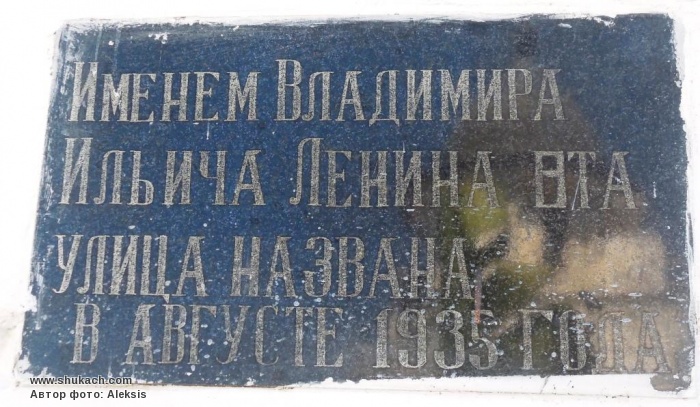 Именем Владимира
Ильича Ленина эта
улица названа
в августе 1935 года
www.shukach.com
Автор фото: Aleksis